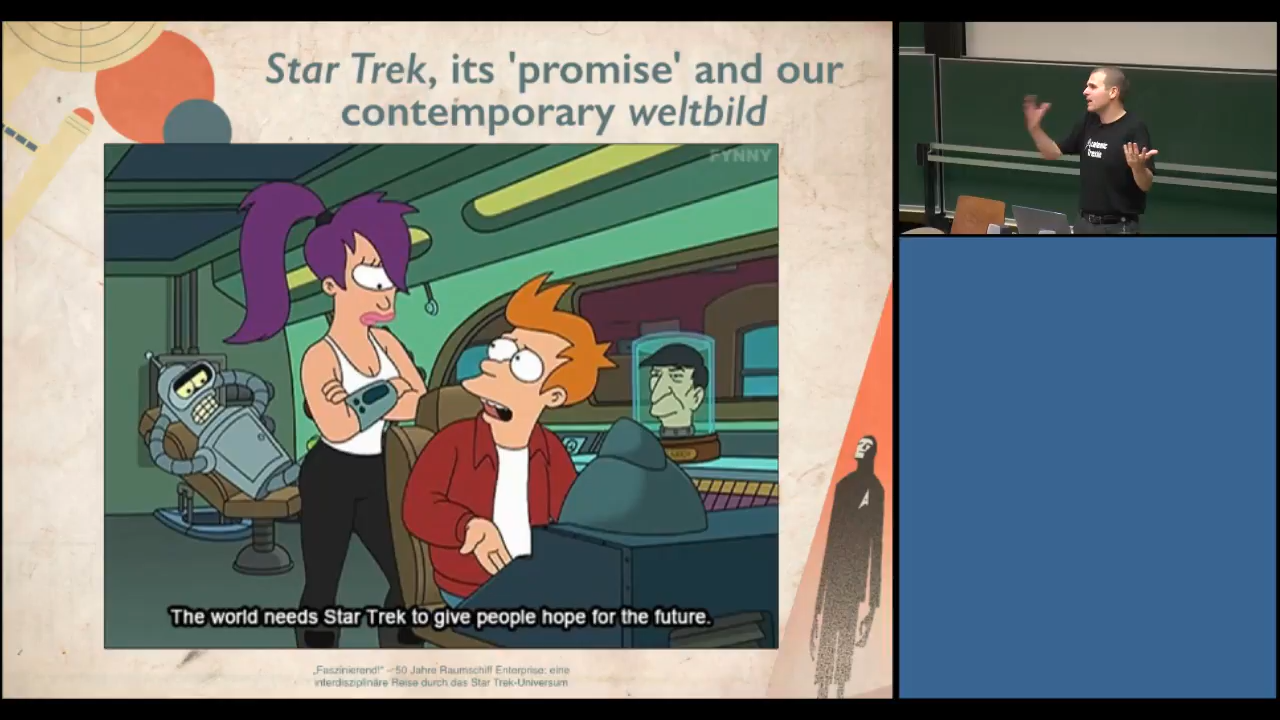 Star Trek, its 'promise' and our
contemporary weltbild
FYNNY
The world needs Star Trek to give people hope for the future.
„Faszinierend!“ – 50 Jahre Raumschiff Enterprise: eine
interdisziplinäre Reise durch das Star Trek-Universum